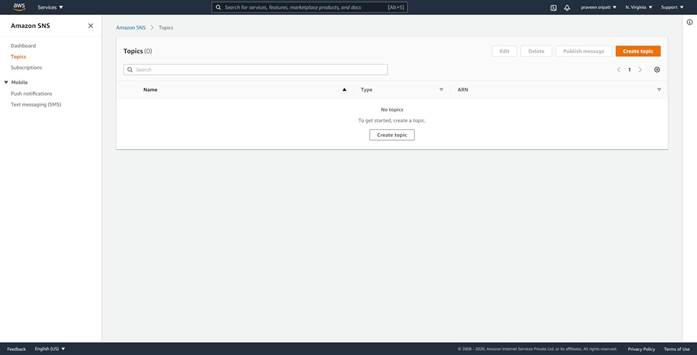 aws Services Search for services, features, marketplace products, and docs [Alt+S] praveen sripati N. Virginia Support
Amazon SNS
Dashboard
Topics
Subscriptions
Mobile
Push notifications
Text messaging (SMS)
Amazon SNS Topics
Topics (0) Edit Delete Publish message Create topic
Search 1
Name Type ARN
No topics
To get started, create a topic.
Create topic
Feedback English (US) © 2008 - 2020, Amazon Internet Services Private Ltd. or its affiliates. All rights reserved. Privacy Policy Terms of Use